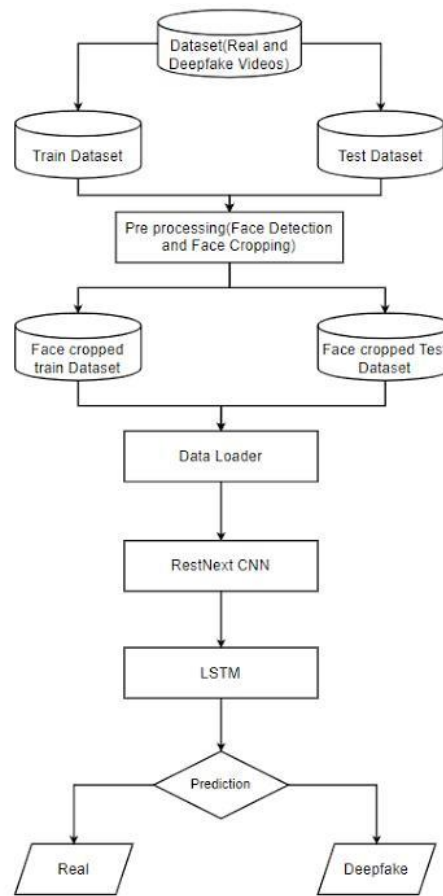 Dataset(Real and
Deepfake Videos)
Train Dataset
Test Dataset
Pre processing(Face Detection
and Face Cropping)
Face cropped
train Dataset
Face cropped Test
Dataset
Data Loader
RestNext CNN
LSTM
Prediction
Real
Deepfake